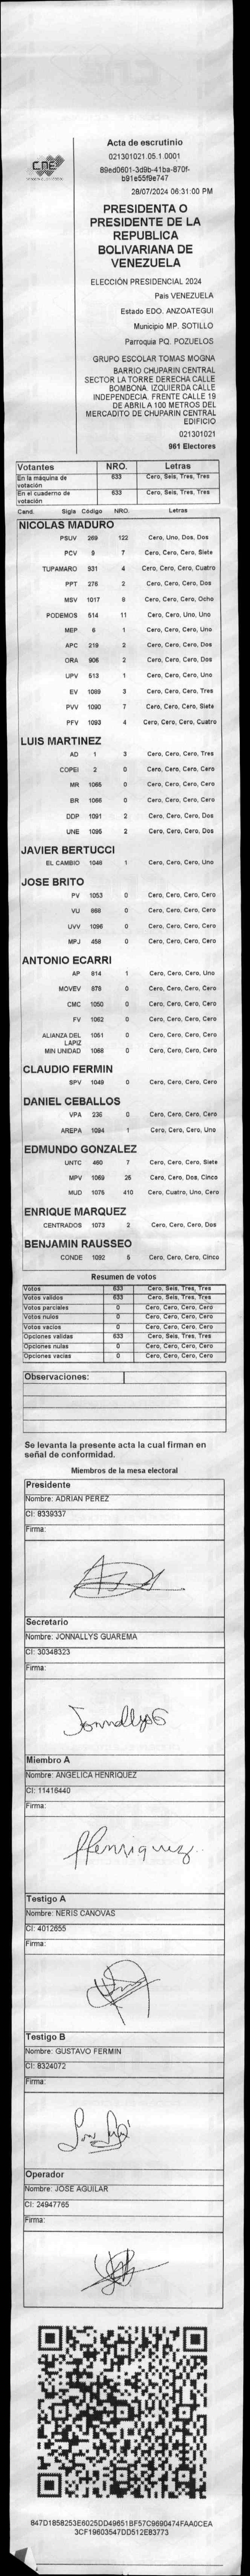 CNE
Acta de escrutinio
021301021.05.1.0001
89ed0601-3d9b-41ba-870f-
b91e55f9e747
28/07/2024 06:31:00 PM
PRESIDENTA O
PRESIDENTE DE LA
REPUBLICA
BOLIVARIANA DE
VENEZUELA
ELECCIÓN PRESIDENCIAL 2024
Pais VENEZUELA
Estado EDO. ANZOATEGUI
Municipio MP. SOTILLO
Parroquia PQ. POZUELOS
GRUPO ESCOLAR TOMAS MOGNA
BARRIO CHUPARIN CENTRAL
SECTOR LA TORRE DERECHA CALLE
BOMBONA. IZQUIERDA CALLE
INDEPENDECIA. FRENTE CALLE 19
DE ABRIL A 100 METROS DEL
MERCADITO DE CHUPARIN CENTRAL
EDIFICIO
021301021
961 Electores
Votantes NRO. Letras
En la máquina de votación 633 Cero, Seis, Tres, Tres
En el cuaderno de votación 633 Cero, Seis, Tres, Tres
Cand. Sigla Código NRO. Letras
NICOLAS MADURO
PSUV 269 122 Cero, Uno, Dos, Dos
PCV 9 7 Cero, Cero, Cero, Siete
TUPAMARO 931 4 Cero, Cero, Cero, Cuatro
PPT 276 2 Cero, Cero, Cero, Dos
MSV 1017 8 Cero, Cero, Cero, Ocho
PODEMOS 514 11 Cero, Cero, Uno, Uno
MEP 6 1 Cero, Cero, Cero, Uno
APC 219 2 Cero, Cero, Cero, Dos
ORA 906 2 Cero, Cero, Cero, Dos
UPV 513 1 Cero, Cero, Cero, Uno
EV 1089 3 Cero, Cero, Cero, Tres
PVV 1090 7 Cero, Cero, Cero, Siete
PFV 1093 4 Cero, Cero, Cero, Cuatro
LUIS MARTINEZ
AD 1 3 Cero, Cero, Cero, Tres
COPEI 2 0 Cero, Cero, Cero, Cero
MR 1065 0 Cero, Cero, Cero, Cero
BR 1066 0 Cero, Cero, Cero, Cero
DDP 1091 2 Cero, Cero, Cero, Dos
UNE 1095 2 Cero, Cero, Cero, Dos
JAVIER BERTUCCI
EL CAMBIO 1046 1 Cero, Cero, Cero, Uno
JOSE BRITO
PV 1053 0 Cero, Cero, Cero, Cero
VU 868 0 Cero, Cero, Cero, Cero
UVV 1096 0 Cero, Cero, Cero, Cero
MPJ 458 0 Cero, Cero, Cero, Cero
ANTONIO ECARRI
AP 814 1 Cero, Cero, Cero, Uno
MOVEV 878 0 Cero, Cero, Cero, Cero
CMC 1050 0 Cero, Cero, Cero, Cero
FV 1062 0 Cero, Cero, Cero, Cero
ALIANZA DEL LAPIZ 1051 0 Cero, Cero, Cero, Cero
MIN UNIDAD 1068 0 Cero, Cero, Cero, Cero
CLAUDIO FERMIN
SPV 1049 0 Cero, Cero, Cero, Cero
DANIEL CEBALLOS
VPA 236 0 Cero, Cero, Cero, Cero
AREPA 1094 1 Cero, Cero, Cero, Uno
EDMUNDO GONZALEZ
UNTC 460 7 Cero, Cero, Cero, Siete
MPV 1069 25 Cero, Cero, Dos, Cinco
MUD 1075 410 Cero, Cuatro, Uno, Cero
ENRIQUE MARQUEZ
CENTRADOS 1073 2 Cero, Cero, Cero, Dos
BENJAMIN RAUSSEO
CONDE 1092 5 Cero, Cero, Cero, Cinco
Resumen de votos
Votos 633 Cero, Seis, Tres, Tres
Votos validos 633 Cero, Seis, Tres, Tres
Votos parciales 0 Cero, Cero, Cero, Cero
Votos nulos 0 Cero, Cero, Cero, Cero
Votos vacios 0 Cero, Cero, Cero, Cero
Opciones validas 633 Cero, Seis, Tres, Tres
Opciones nulas 0 Cero, Cero, Cero, Cero
Opciones vacias 0 Cero, Cero, Cero, Cero
Observaciones:
Se levanta la presente acta la cual firman en
señal de conformidad.
Miembros de la mesa electoral
Presidente
Nombre: ADRIAN PEREZ
CI: 8339337
Firma:
Secretario
Nombre: JONNALLYS GUAREMA
CI: 30348323
Firma:
JonnallysG
Miembro A
Nombre: ANGELICA HENRIQUEZ
CI: 11416440
Firma:
AHenriquez
Testigo A
Nombre: NERIS CANOVAS
CI: 4012655
Firma:
Testigo B
Nombre: GUSTAVO FERMIN
CI: 8324072
Firma:
Operador
Nombre: JOSE AGUILAR
CI: 24947765
Firma:
847D1B58253E6025DD49651BF57C9690474FAA0CEA
3CF19603547DD512E83773